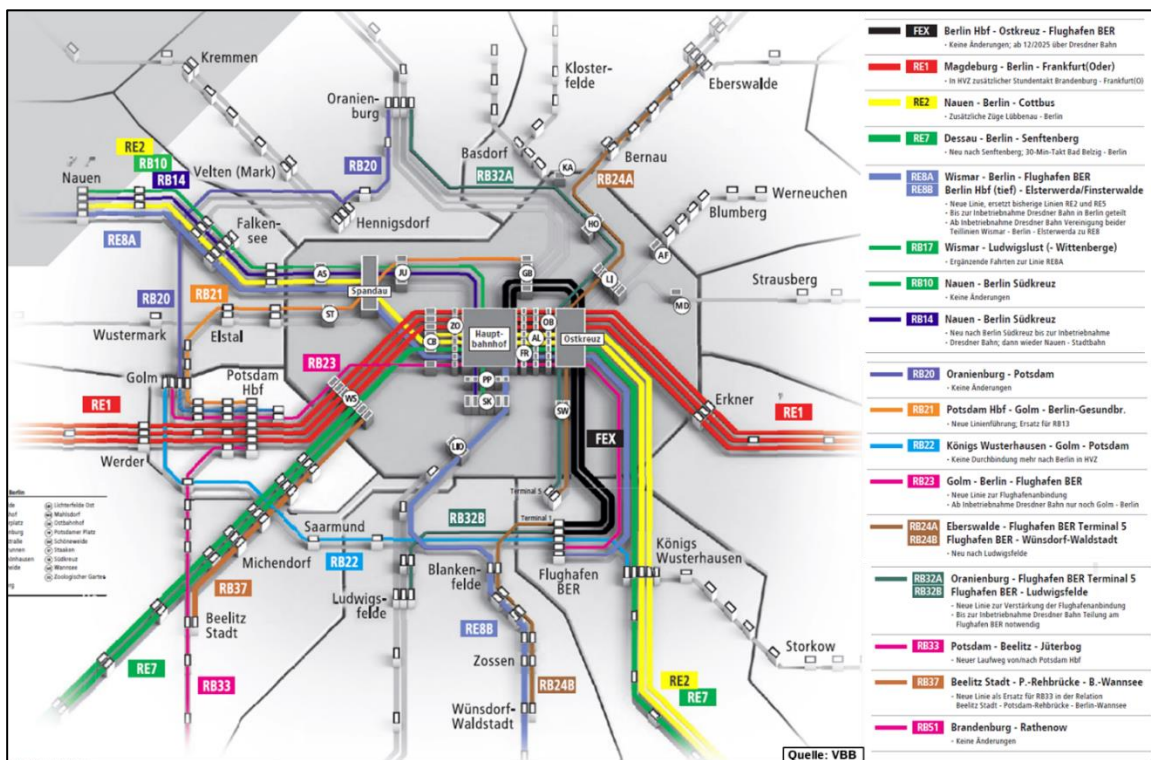 Kremmen
Kloster-
felde
Eberswalde
Oranien-
burg
RE2
RB10
RB14
Nauen
Velten (Mark)
RB20
Basdorf
RB32A
KA
Bernau
RB24A
Hennigsdorf
Werneuchen
Blumberg
RE8A
Falken-
see
HO
AF
AS
JU
GB
LI
Strausberg
Spandau
MD
RB20
RB21
ST
Wustermark
Elstal
ZO
Haupt-
bahnhof
OB
AL
FR
Ostkreuz
CB
RB23
Golm
Potsdam
Hbf
PP
WS
SK
SW
Erkner
RE1
RE1
Werder
LIO
FEX
Terminal 5
Saarmund
RB32B
Terminal 1
RB22
Michendorf
Blanken-
felde
Flughafen
BER
Königs
Wusterhausen
RB37
Ludwigs-
felde
Beelitz
Stadt
RE8B
RE7
RB33
Zossen
RB24B
Storkow
RE2
RE7
Wünsdorf-
Waldstadt
Berlin
Lichterfelde Ost
Mahlsdorf
Ostbahnhof
Potsdamer Platz
Schöneweide
Staaken
Südkreuz
Wannsee
Zoologischer Garten
FEX Berlin Hbf - Ostkreuz - Flughafen BER
- Keine Änderungen; ab 12/2025 über Dresdner Bahn
RE1 Magdeburg - Berlin - Frankfurt(Oder)
- In HVZ zusätzlicher Stundentakt Brandenburg - Frankfurt(O)
RE2 Nauen - Berlin - Cottbus
- Zusätzliche Züge Lübbenau - Berlin
RE7 Dessau - Berlin - Senftenberg
- Neu nach Senftenberg; 30-Min-Takt Bad Belzig - Berlin
RE8A Wismar - Berlin - Flughafen BER
RE8B Berlin Hbf (tief) - Elsterwerda/Finsterwalde
- Neue Linie, ersetzt bisherige Linien RE2 und RE5
- Bis zur Inbetriebnahme Dresdner Bahn in Berlin geteilt
- Ab Inbetriebnahme Dresdner Bahn Vereinigung beider
Teillinien Wismar - Berlin - Elsterwerda zu RE8
RB17 Wismar - Ludwigslust (- Wittenberge)
- Ergänzende Fahrten zur Linie RE8A
RB10 Nauen - Berlin Südkreuz
- Keine Änderungen
RB14 Nauen - Berlin Südkreuz
- Neu nach Berlin Südkreuz bis zur Inbetriebnahme
- Dresdner Bahn; dann wieder Nauen - Stadtbahn
RB20 Oranienburg - Potsdam
- Keine Änderungen
RB21 Potsdam Hbf - Golm - Berlin-Gesundbr.
- Neue Linienführung; Ersatz für RB13
RB22 Königs Wusterhausen - Golm - Potsdam
- Keine Durchbindung mehr nach Berlin in HVZ
RB23 Golm - Berlin - Flughafen BER
- Neue Linie zur Flughafenanbindung
- Ab Inbetriebnahme Dresdner Bahn nur noch Golm - Berlin
RB24A Eberswalde - Flughafen BER Terminal 5
RB24B Flughafen BER - Wünsdorf-Waldstadt
- Neu nach Ludwigsfelde
RB32A Oranienburg - Flughafen BER Terminal 5
RB32B Flughafen BER - Ludwigsfelde
- Neue Linie zur Verstärkung der Flughafenanbindung
- Bis zur Inbetriebnahme Dresdner Bahn Teilung am
Flughafen BER notwendig
RB33 Potsdam - Beelitz - Jüterbog
- Neuer Laufweg von/nach Potsdam Hbf
RB37 Beelitz Stadt - P.-Rehbrücke - B.-Wannsee
- Neue Linie als Ersatz für RB33 in der Relation
Beelitz Stadt - Potsdam-Rehbrücke - Berlin-Wannsee
RB51 Brandenburg - Rathenow
- Keine Änderungen
Quelle: VBB